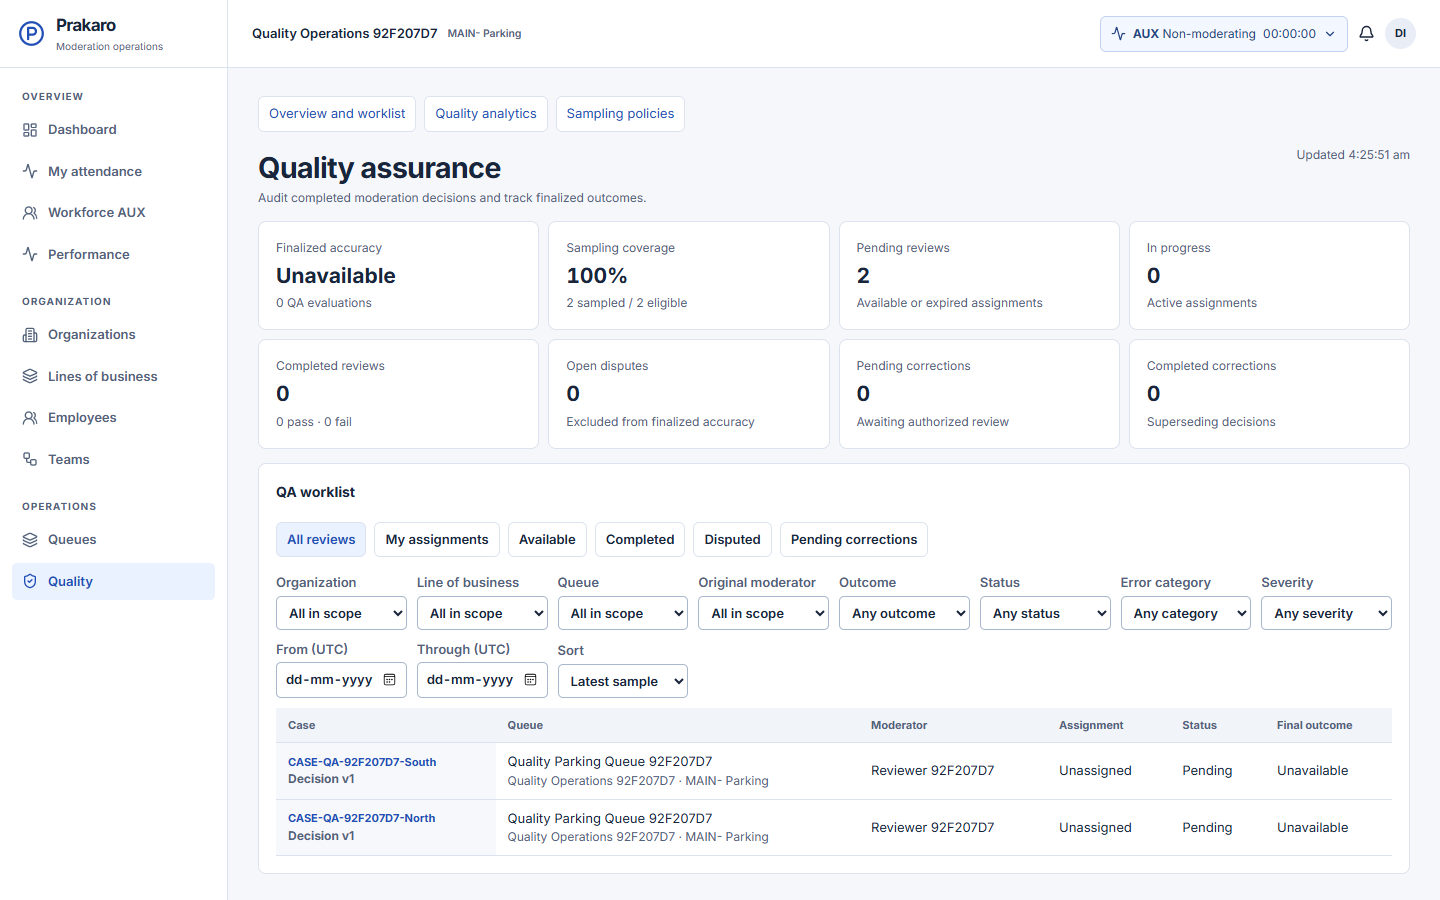 Prakaro
Moderation operations
Quality Operations 92F207D7 MAIN- Parking
AUX Non-moderating 00:00:00
DI
OVERVIEW
Dashboard
My attendance
Workforce AUX
Performance
ORGANIZATION
Organizations
Lines of business
Employees
Teams
OPERATIONS
Queues
Quality
Overview and worklist
Quality analytics
Sampling policies
Quality assurance
Updated 4:25:51 am
Audit completed moderation decisions and track finalized outcomes.
Finalized accuracy
Unavailable
0 QA evaluations
Sampling coverage
100%
2 sampled / 2 eligible
Pending reviews
2
Available or expired assignments
In progress
0
Active assignments
Completed reviews
0
0 pass · 0 fail
Open disputes
0
Excluded from finalized accuracy
Pending corrections
0
Awaiting authorized review
Completed corrections
0
Superseding decisions
QA worklist
All reviews
My assignments
Available
Completed
Disputed
Pending corrections
Organization
All in scope
Line of business
All in scope
Queue
All in scope
Original moderator
All in scope
Outcome
Any outcome
Status
Any status
Error category
Any category
Severity
Any severity
From (UTC)
dd-mm-yyyy
Through (UTC)
dd-mm-yyyy
Sort
Latest sample
Case Queue Moderator Assignment Status Final outcome
CASE-QA-92F207D7-South
Decision v1
Quality Parking Queue 92F207D7
Quality Operations 92F207D7 · MAIN- Parking
Reviewer 92F207D7
Unassigned
Pending
Unavailable
CASE-QA-92F207D7-North
Decision v1
Quality Parking Queue 92F207D7
Quality Operations 92F207D7 · MAIN- Parking
Reviewer 92F207D7
Unassigned
Pending
Unavailable